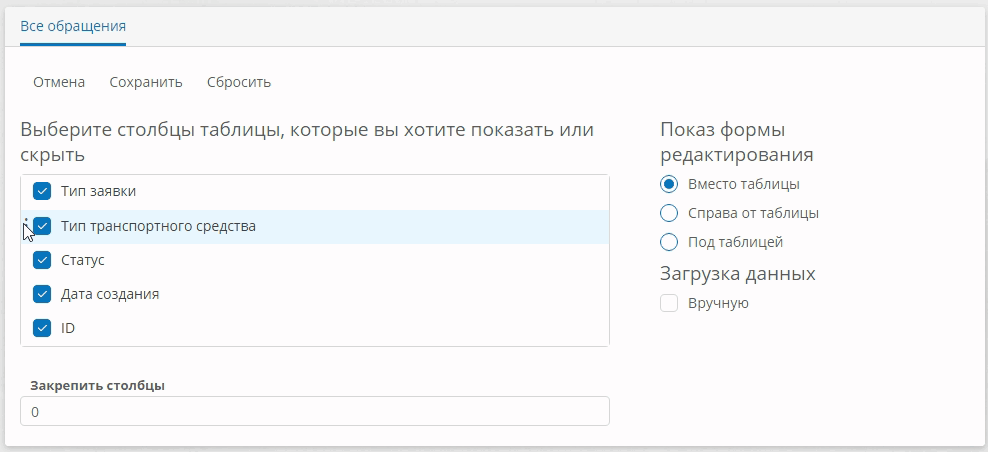 Все обращения
Отмена Сохранить Сбросить
Выберите столбцы таблицы, которые вы хотите показать или
скрыть
Тип заявки
Тип транспортного средства
Статус
Дата создания
ID
Закрепить столбцы
0
Показ формы
редактирования
Вместо таблицы
Справа от таблицы
Под таблицей
Загрузка данных
Вручную